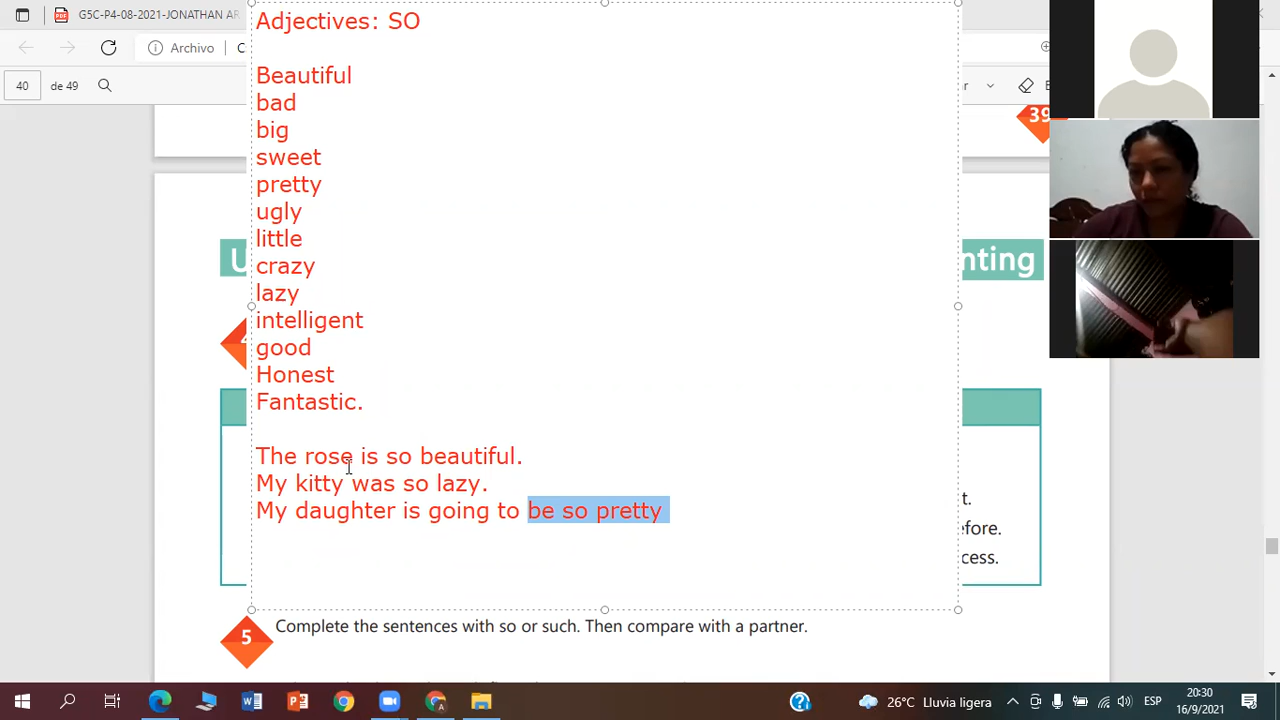 GSC-P4-08-2021-JONATHAN AR
Archivo
40
de 49
39
Adjectives: SO
Beautiful
bad
big
sweet
pretty
ugly
little
crazy
lazy
intelligent
good
Honest
Fantastic.
The rose is so beautiful.
My kitty was so lazy.
My daughter is going to be so pretty
U
nting
t.
efore.
cess.
5
Complete the sentences with so or such. Then compare with a partner.
26°C Lluvia ligera
ESP
20:30
16/9/2021